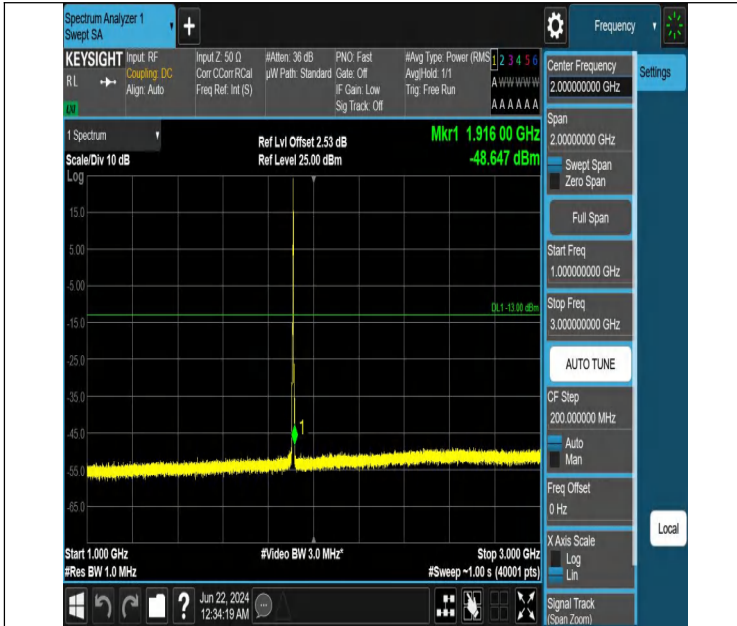 Spectrum Analyzer 1
Swept SA
+
Frequency
KEYSIGHT
RL
Input: RF
Coupling: DC
Align: Auto
Input Z: 50 Ω
Corr CCorr RCal
Freq Ref: Int (S)
#Atten: 36 dB
µW Path: Standard
PNO: Fast
Gate: Off
IF Gain: Low
Sig Track: Off
#Avg Type: Power (RMS
Avg|Hold: 1/1
Trig: Free Run
1 2 3 4 5 6
A W W W W W
A A A A A A
1 Spectrum
Scale/Div 10 dB
Ref Lvl Offset 2.53 dB
Ref Level 25.00 dBm
Mkr1 1.916 00 GHz
-48.647 dBm
Log
15.0
5.00
-5.00
-15.0
-25.0
-35.0
-45.0
-55.0
-65.0
DL1 -13.00 dBm
1
Start 1.000 GHz
#Res BW 1.0 MHz
#Video BW 3.0 MHz*
Stop 3.000 GHz
#Sweep ~1.00 s (40001 pts)
?
Jun 22, 2024
12:34:19 AM
Center Frequency
2.000000000 GHz
Settings
Span
2.00000000 GHz
Swept Span
Zero Span
Full Span
Start Freq
1.000000000 GHz
Stop Freq
3.000000000 GHz
AUTO TUNE
CF Step
200.000000 MHz
Auto
Man
Freq Offset
0 Hz
X Axis Scale
Log
Lin
Local
Signal Track
(Span Zoom)